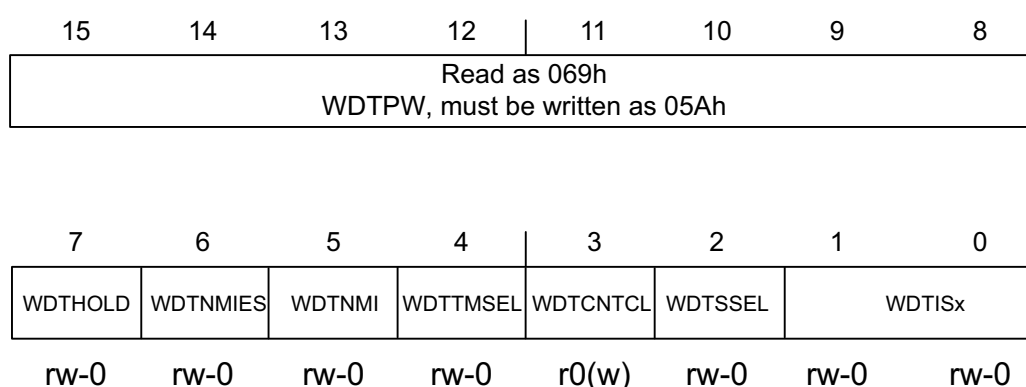 15 14 13 12 11 10 9 8
Read as 069h
WDTPW, must be written as 05Ah
7 6 5 4 3 2 1 0
WDTHOLD WDTNMIES WDTNMI WDTTMSEL WDTCNTCL WDTSSEL WDTISx
rw-0 rw-0 rw-0 rw-0 r0(w) rw-0 rw-0 rw-0